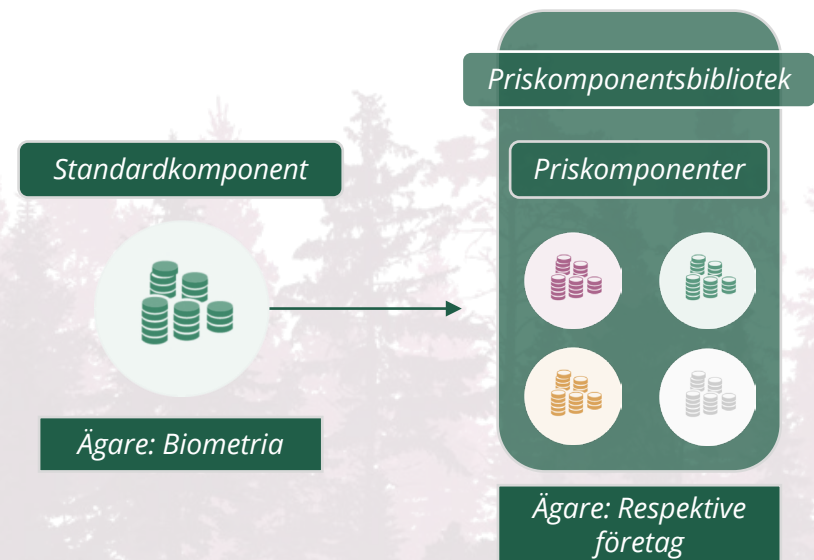 Priskomponentsbibliotek
Standardkomponent
Priskomponenter
Ägare: Biometria
Ägare: Respektive
företag